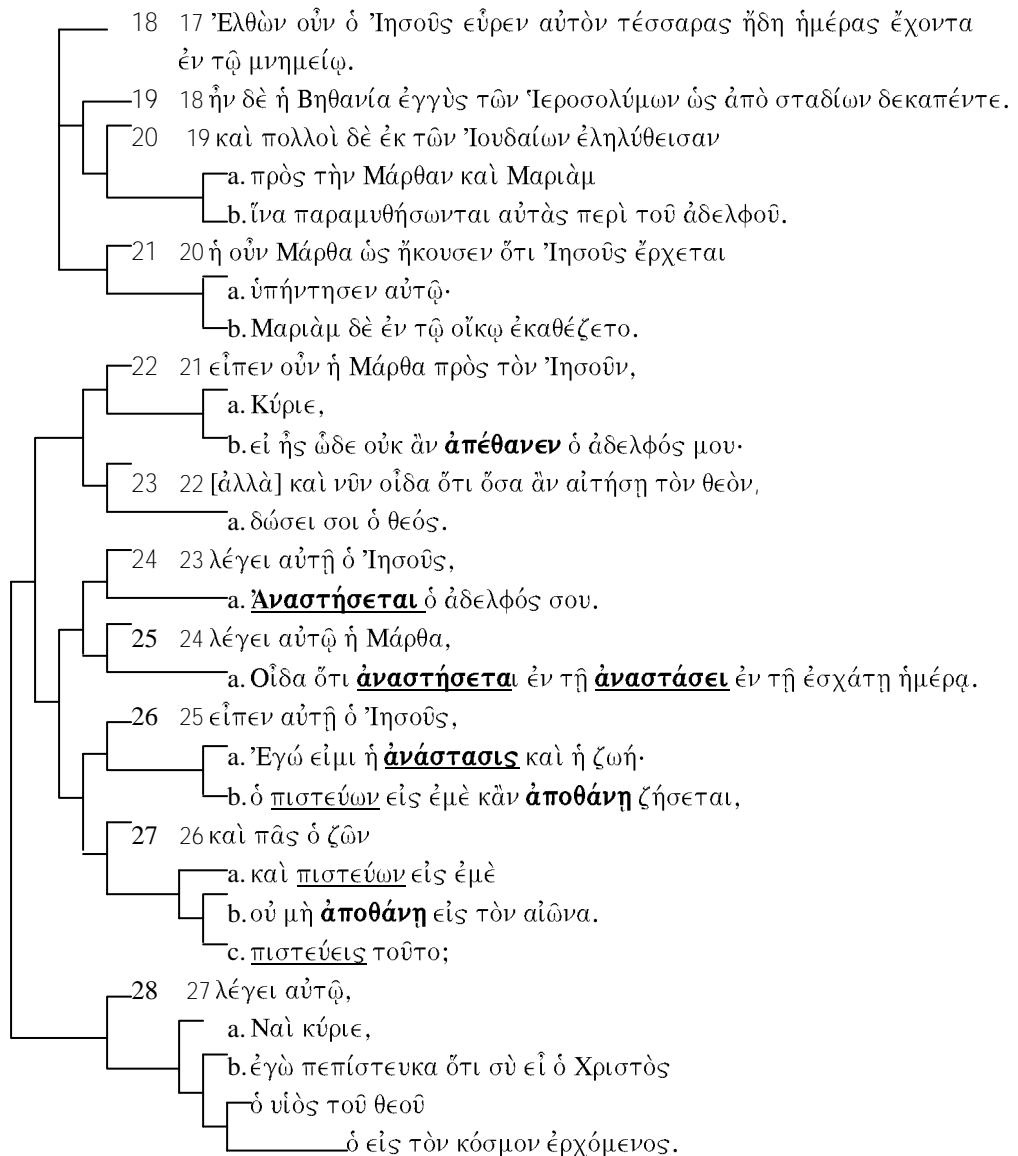 18 17 Ἐλθὼν οὖν ὁ Ἰησοῦς εὗρεν αὐτὸν τέσσαρας ἤδη ἡμέρας ἔχοντα
ἐν τῷ μνημείῳ.
19 18 ἦν δὲ ἡ Βηθανία ἐγγὺς τῶν Ἱεροσολύμων ὡς ἀπὸ σταδίων δεκαπέντε.
20 19 καὶ πολλοὶ δὲ ἐκ τῶν Ἰουδαίων ἐληλύθεισαν
a. πρὸς τὴν Μάρθαν καὶ Μαριὰμ
b. ἵνα παραμυθήσωνται αὐτὰς περὶ τοῦ ἀδελφοῦ.
21 20 ἡ οὖν Μάρθα ὡς ἤκουσεν ὅτι Ἰησοῦς ἔρχεται
a. ὑπήντησεν αὐτῷ·
b. Μαριὰμ δὲ ἐν τῷ οἴκῳ ἐκαθέζετο.
22 21 εἶπεν οὖν ἡ Μάρθα πρὸς τὸν Ἰησοῦν,
a. Κύριε,
b. εἰ ἦς ὧδε οὐκ ἂν ἀπέθανεν ὁ ἀδελφός μου·
23 22 [ἀλλὰ] καὶ νῦν οἶδα ὅτι ὅσα ἂν αἰτήσῃ τὸν θεὸν,
a. δώσει σοι ὁ θεός.
24 23 λέγει αὐτῇ ὁ Ἰησοῦς,
a. Ἀναστήσεται ὁ ἀδελφός σου.
25 24 λέγει αὐτῷ ἡ Μάρθα,
a. Οἶδα ὅτι ἀναστήσεται ἐν τῇ ἀναστάσει ἐν τῇ ἐσχάτῃ ἡμέρᾳ.
26 25 εἶπεν αὐτῇ ὁ Ἰησοῦς,
a. Ἐγώ εἰμι ἡ ἀνάστασις καὶ ἡ ζωή·
b. ὁ πιστεύων εἰς ἐμὲ κἂν ἀποθάνῃ ζήσεται,
27 26 καὶ πᾶς ὁ ζῶν
a. καὶ πιστεύων εἰς ἐμὲ
b. οὐ μὴ ἀποθάνῃ εἰς τὸν αἰῶνα.
c. πιστεύεις τοῦτο;
28 27 λέγει αὐτῷ,
a. Ναὶ κύριε,
b. ἐγὼ πεπίστευκα ὅτι σὺ εἶ ὁ Χριστὸς
ὁ υἱὸς τοῦ θεοῦ
ὁ εἰς τὸν κόσμον ἐρχόμενος.